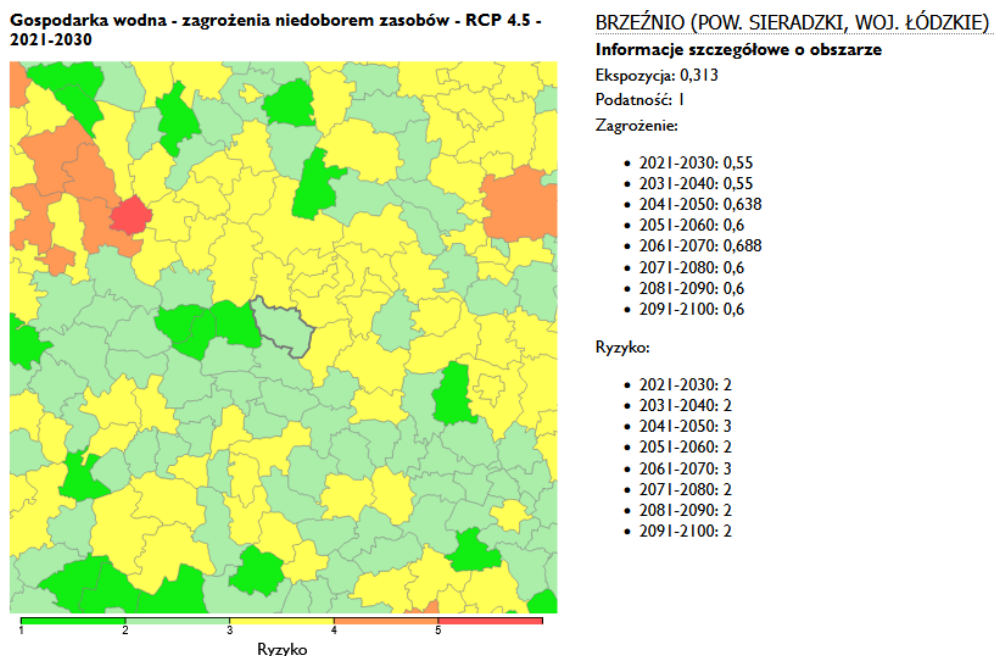 Gospodarka wodna - zagrożenia niedoborem zasobów - RCP 4.5 -
2021-2030
1 2 3 4 5
Ryzyko
BRZEŹNIO (POW. SIERADZKI, WOJ. ŁÓDZKIE)
Informacje szczegółowe o obszarze
Ekspozycja: 0,313
Podatność: 1
Zagrożenie:
• 2021-2030: 0,55
• 2031-2040: 0,55
• 2041-2050: 0,638
• 2051-2060: 0,6
• 2061-2070: 0,688
• 2071-2080: 0,6
• 2081-2090: 0,6
• 2091-2100: 0,6
Ryzyko:
• 2021-2030: 2
• 2031-2040: 2
• 2041-2050: 3
• 2051-2060: 2
• 2061-2070: 3
• 2071-2080: 2
• 2081-2090: 2
• 2091-2100: 2